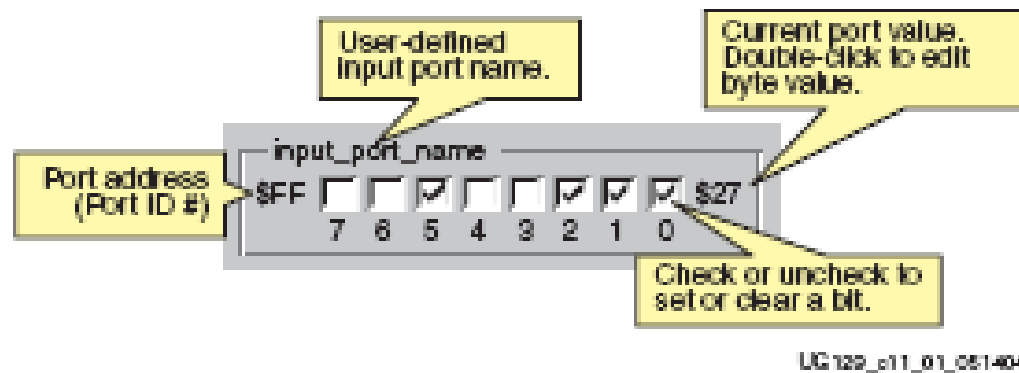 User-defined
input port name.
Current port value.
Double-click to edit
byte value.
input_port_name
Port address
(Port ID #)
$FF
$27
7 6 5 4 3 2 1 0
Check or uncheck to
set or clear a bit.
UG129_c11_01_051404